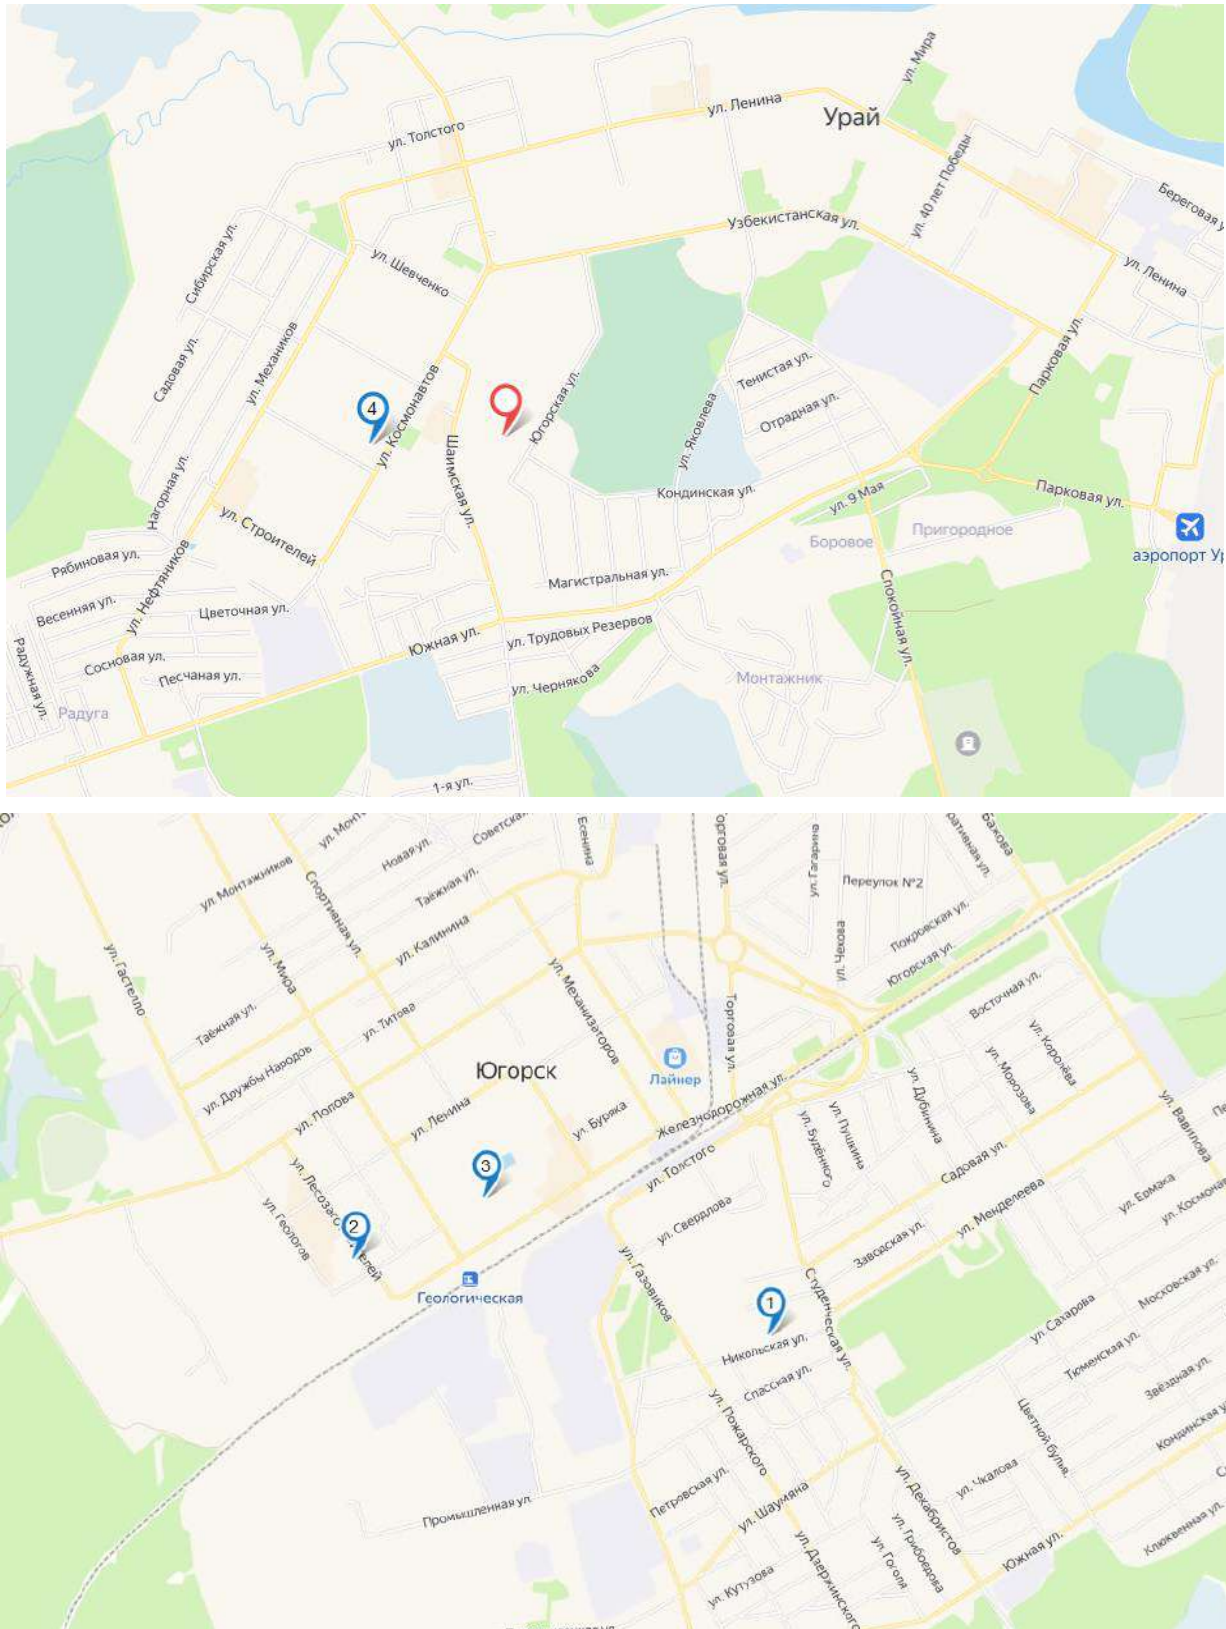 ул. Мира
ул. Ленина
Урай
ул. Толстого
ул. 40 лет Победы
Береговая у
Узбекистанская ул.
Сибирская ул.
ул. Шевченко
ул. Ленина
ул. Механиков
Садовая ул.
Парковая ул.
Тенистая ул.
4
ул. Космонавтов
Югорская ул.
ул. Яковлева
Отрадная ул.
Шаимская ул.
Нагорная ул.
Кондинская ул.
ул. 9 Мая
Парковая ул.
ул. Строителей
Пригородное
Боровое
аэропорт Ур
Рябиновая ул.
ул. Нефтяников
Магистральная ул.
Спокойная ул.
Весенняя ул.
Цветочная ул.
Южная ул.
ул. Трудовых Резервов
Радужная ул.
Сосновая ул.
Песчаная ул.
ул. Чернякова
Монтажник
Радуга
1-я ул.
ул. Монт
Советска
Есенина
орговая ул.
ул. Гагарина
ративная ул.
бажова
Новая ул.
ул. Монтажников
Таёжная ул.
Переулок №2
Спортивная ул.
ул. Калинина
ул. Чехова
Покровская ул.
Югорская ул.
ул. Гастелло
ул. Мира
ул. Механизаторов
Восточная ул.
Таёжная ул.
ул. Титова
Торговая ул.
ул. Королёва
Югорск
Лайнер
ул. Дружбы Народов
ул. Морозова
ул. Дубинина
ул. Попова
ул. Ленина
ул. Буряка
Железнодорожная ул.
ул. Будённого
ул. Пушкина
ул. Вавилова
Пе
3
ул. Толстого
Садовая ул.
ул. Лесозаготовителей
ул. Геологов
2
ул. Свердлова
ул. Менделеева
ул. Ермака
ул. Космона
Заводская ул.
Геологическая
ул. Газовиков
1
Студенческая ул.
Московская ул.
ул. Сахарова
Никольская ул.
Тюменская ул.
Спасская ул.
Звёздная ул.
ул. Пожарского
Цветной бульв.
Кондинская у
Петровская ул.
ул. Шаумяна
ул. Чкалова
ул. Декабристов
Промышленная ул.
Клюквенная ул.
Южная ул.
ул. Грибоедова
ул. Гоголя
ул. Дзержинского
ул. Кутузова